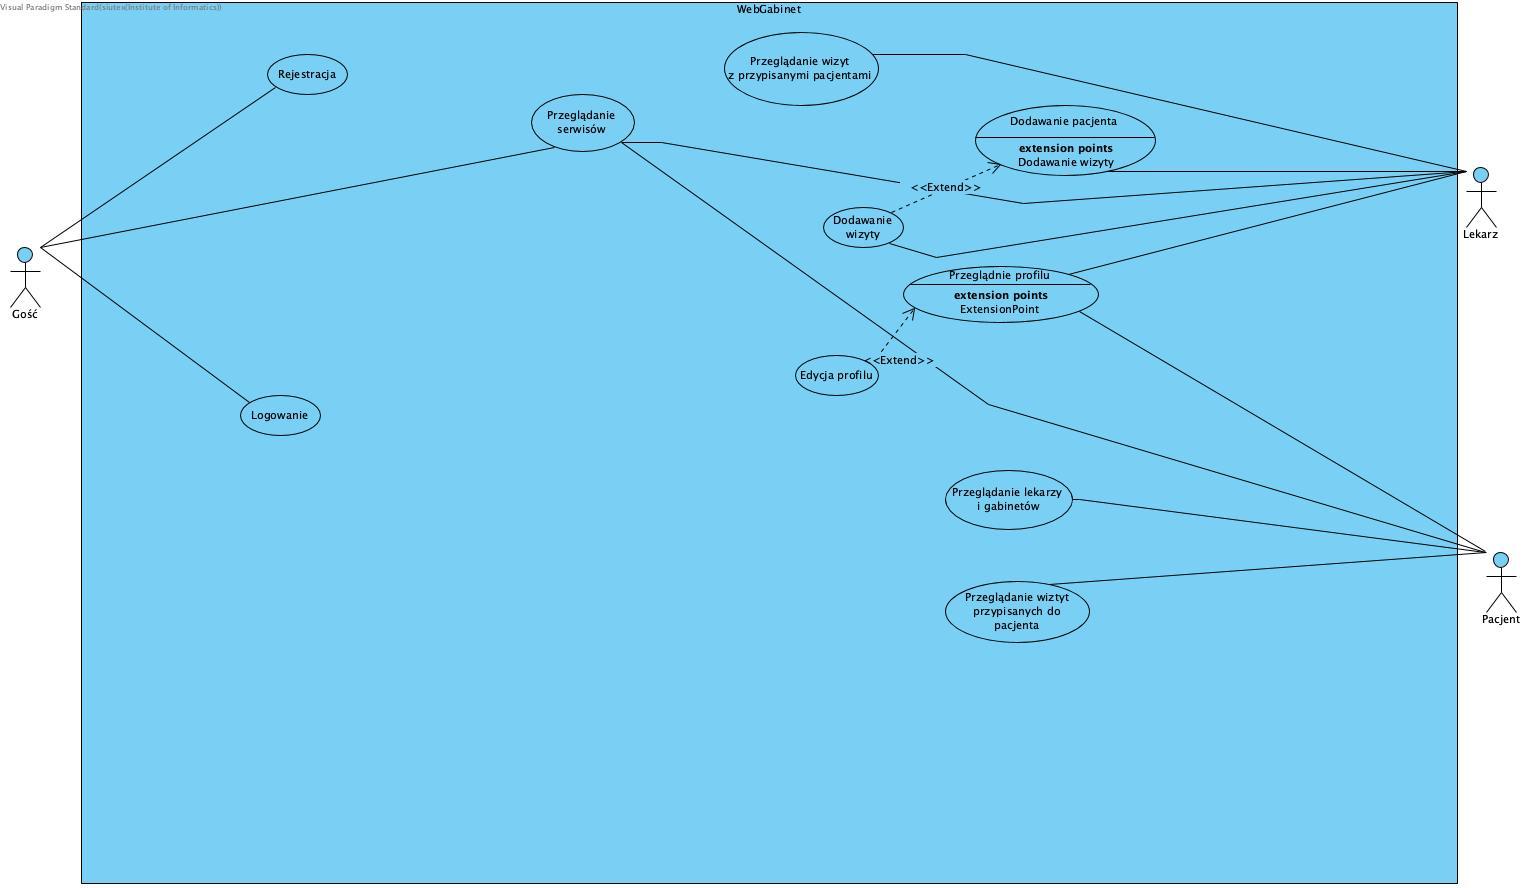 Visual Paradigm Standard(siutex(Institute of Informatics))
WebGabinet
Rejestracja
Przeglądanie
serwisów
Przeglądanie wizyt
z przypisanymi pacjentami
Dodawanie pacjenta
extension points
Dodawanie wizyty
<<Extend>>
Dodawanie
wizyty
Lekarz
Gość
Przeglądnie profilu
extension points
ExtensionPoint
<<Extend>>
Edycja profilu
Logowanie
Przeglądanie lekarzy
i gabinetów
Przeglądanie wiztyt
przypisanych do
pacjenta
Pacjent